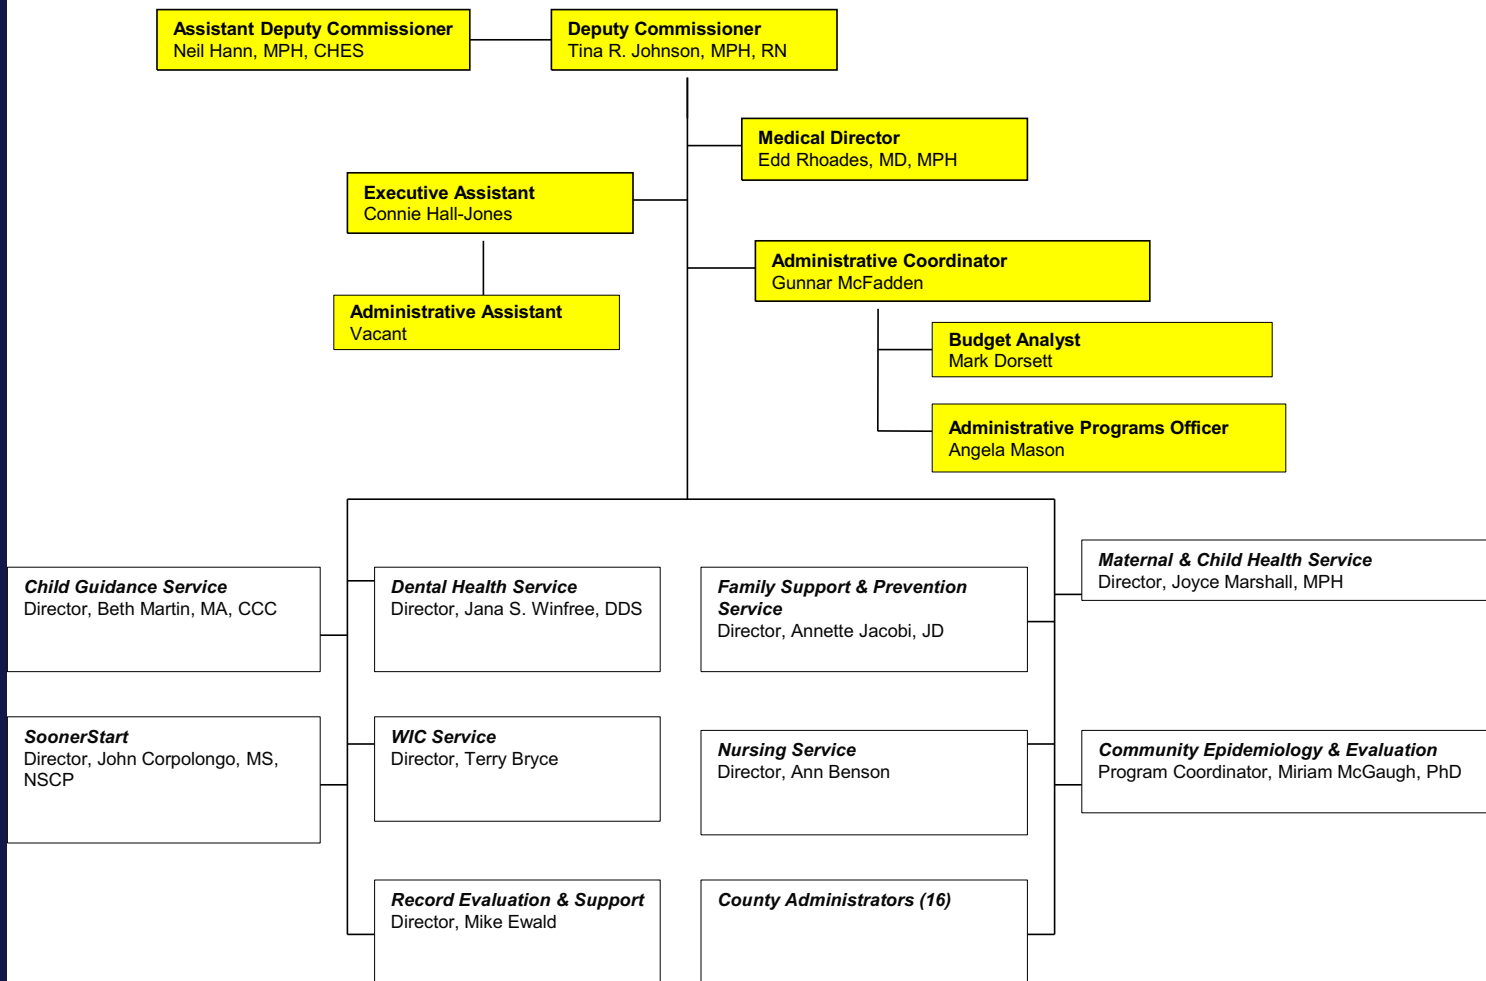 Assistant Deputy Commissioner
Neil Hann, MPH, CHES
Deputy Commissioner
Tina R. Johnson, MPH, RN
Medical Director
Edd Rhoades, MD, MPH
Executive Assistant
Connie Hall-Jones
Administrative Coordinator
Gunnar McFadden
Administrative Assistant
Vacant
Budget Analyst
Mark Dorsett
Administrative Programs Officer
Angela Mason
Child Guidance Service
Director, Beth Martin, MA, CCC
Dental Health Service
Director, Jana S. Winfree, DDS
Family Support & Prevention
Service
Director, Annette Jacobi, JD
Maternal & Child Health Service
Director, Joyce Marshall, MPH
SoonerStart
Director, John Corpolongo, MS,
NSCP
WIC Service
Director, Terry Bryce
Nursing Service
Director, Ann Benson
Community Epidemiology & Evaluation
Program Coordinator, Miriam McGaugh, PhD
Record Evaluation & Support
Director, Mike Ewald
County Administrators (16)